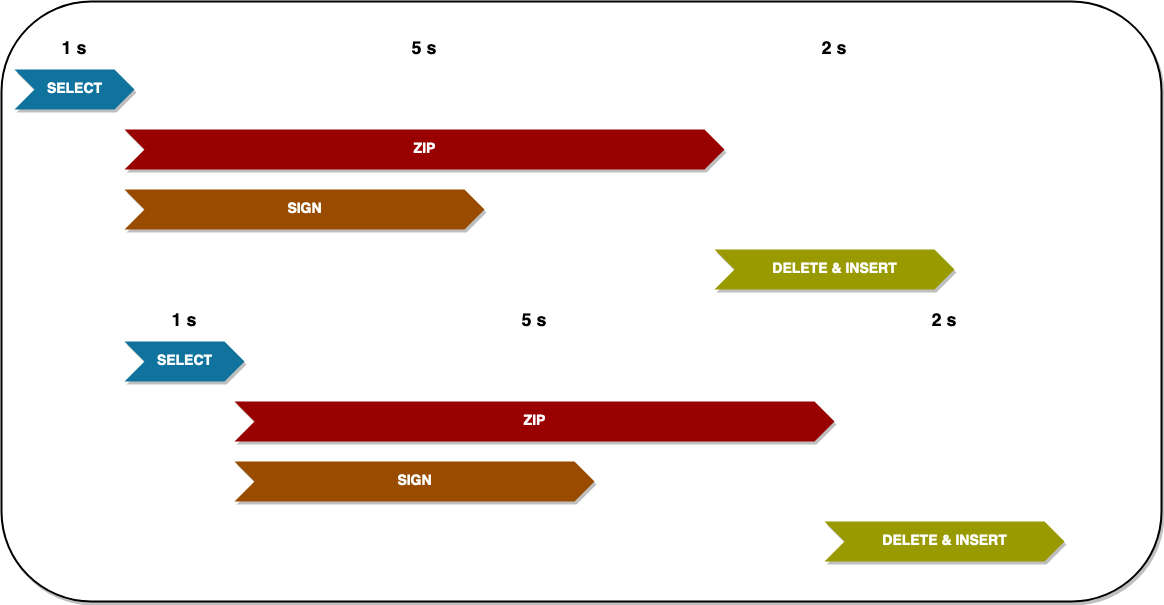 1 s 5 s 2 s
SELECT
ZIP
SIGN
DELETE & INSERT
1 s 5 s 2 s
SELECT
ZIP
SIGN
DELETE & INSERT